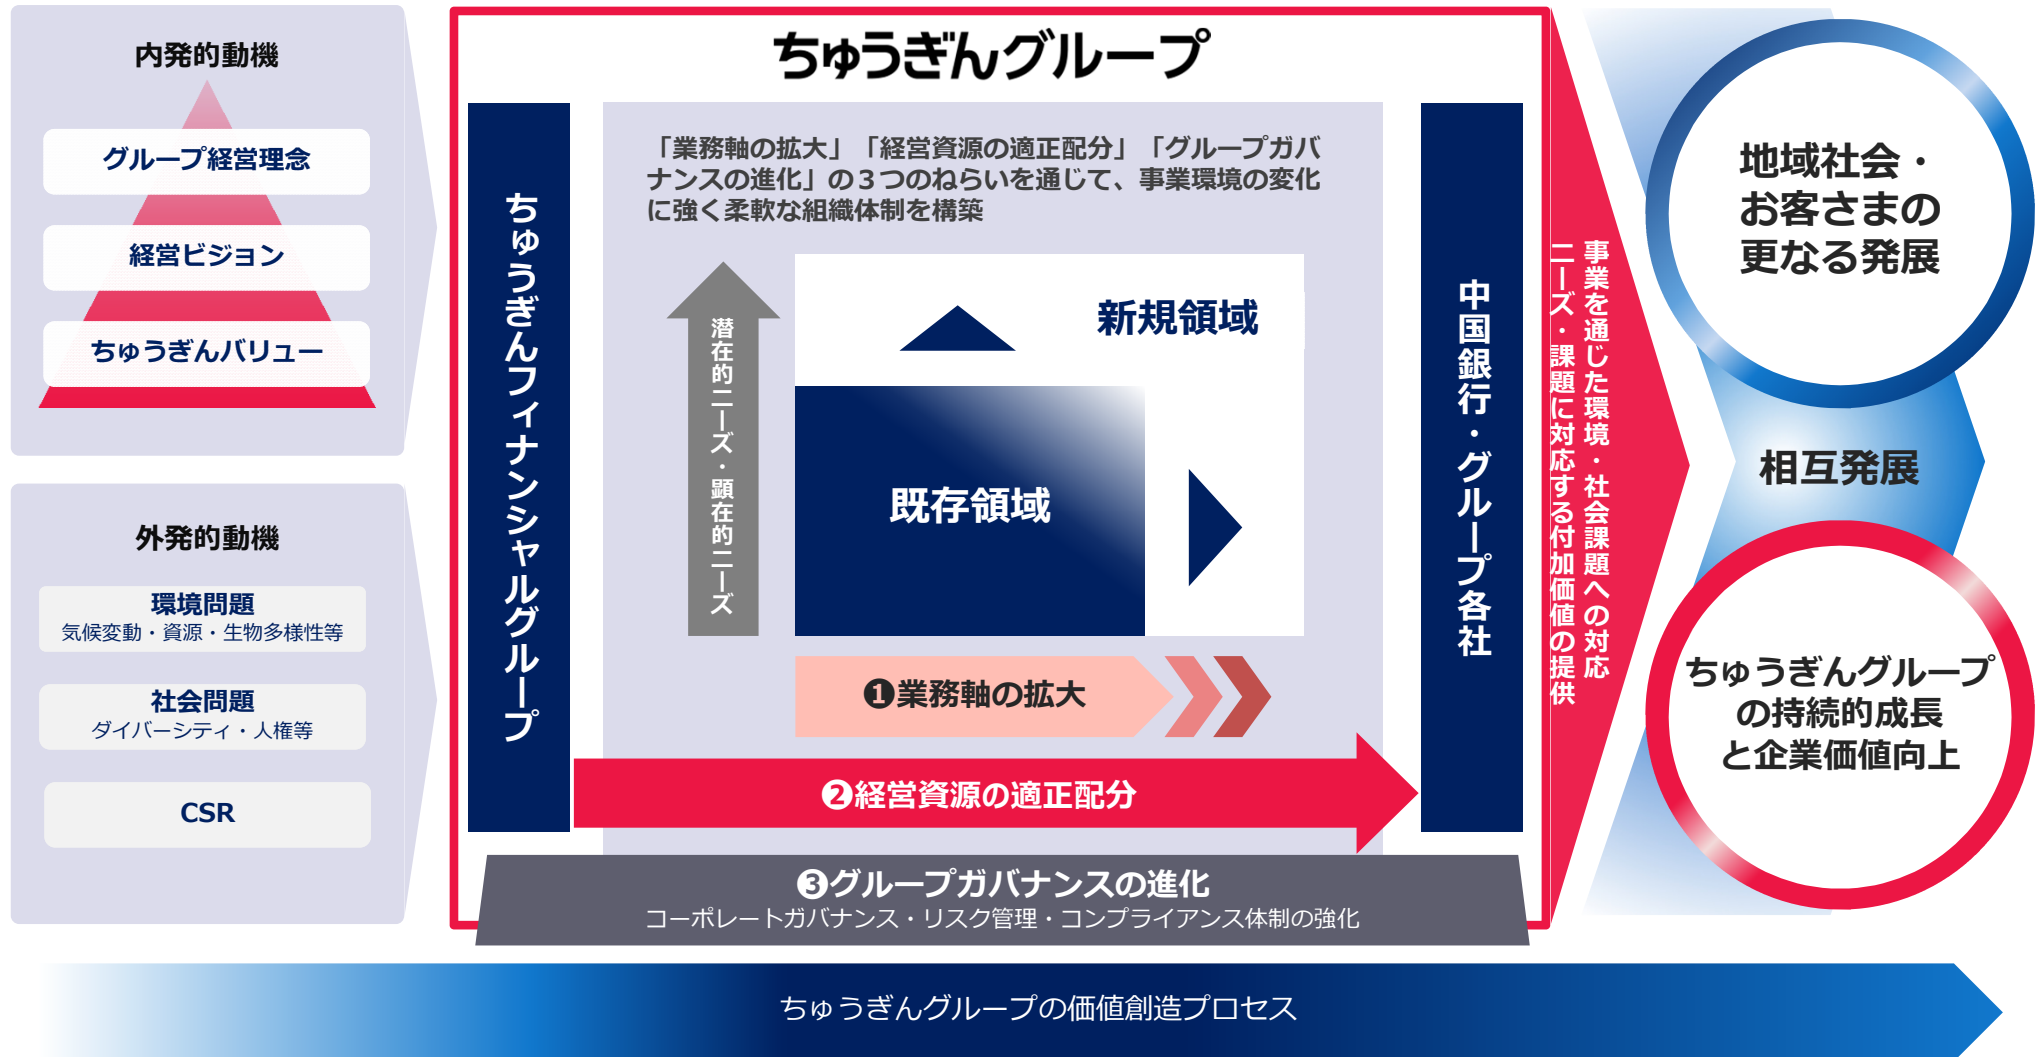 内発的動機
グループ経営理念
経営ビジョン
ちゅうぎんバリュー
外発的動機
環境問題
気候変動・資源・生物多様性等
社会問題
ダイバーシティ・人権等
CSR
ちゅうぎんグループ
ちゅうぎんフィナンシャルグループ
「業務軸の拡大」「経営資源の適正配分」「グループガバ
ナンスの進化」の３つのねらいを通じて、事業環境の変化
に強く柔軟な組織体制を構築
潜在的ニーズ・顕在的ニーズ
新規領域
既存領域
❶業務軸の拡大
❷経営資源の適正配分
❸グループガバナンスの進化
コーポレートガバナンス・リスク管理・コンプライアンス体制の強化
中国銀行・グループ各社
事業を通じた環境・社会課題への対応
ニーズ・課題に対応する付加価値の提供
地域社会・
お客さまの
更なる発展
相互発展
ちゅうぎんグループ
の持続的成長
と企業価値向上
ちゅうぎんグループの価値創造プロセス